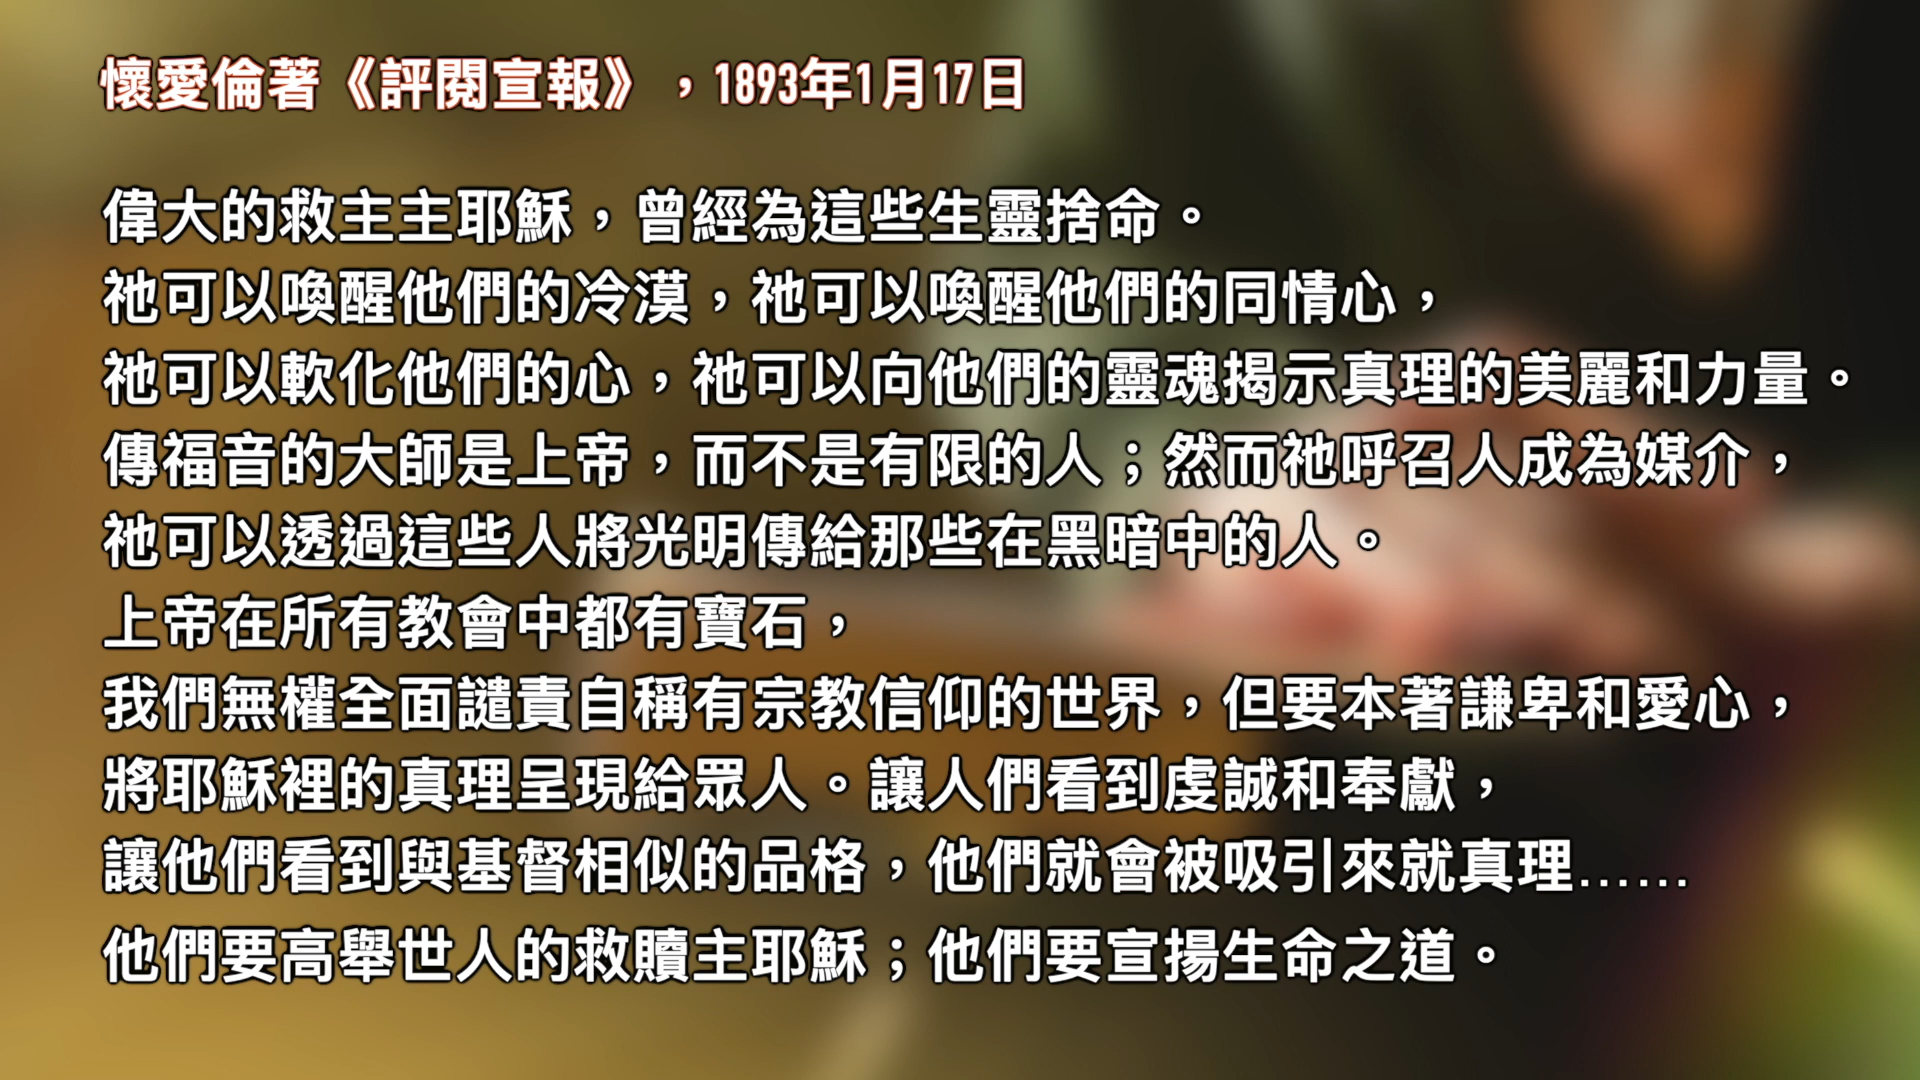 懷愛倫著《評閱宣報》，1893年1月17日
偉大的救主主耶穌，曾經為這些生靈捨命。
祂可以喚醒他們的冷漠，祂可以喚醒他們的同情心，
祂可以軟化他們的心，祂可以向他們的靈魂揭示真理的美麗和力量。
傳福音的大師是上帝，而不是有限的人；然而祂呼召人成為媒介，
祂可以透過這些人將光明傳給那些在黑暗中的人。
上帝在所有教會中都有寶石，
我們無權全面譴責自稱有宗教信仰的世界，但要本著謙卑和愛心，
將耶穌裡的真理呈現給眾人。讓人們看到虔誠和奉獻，
讓他們看到與基督相似的品格，他們就會被吸引來就真理……
他們要高舉世人的救贖主耶穌；他們要宣揚生命之道。